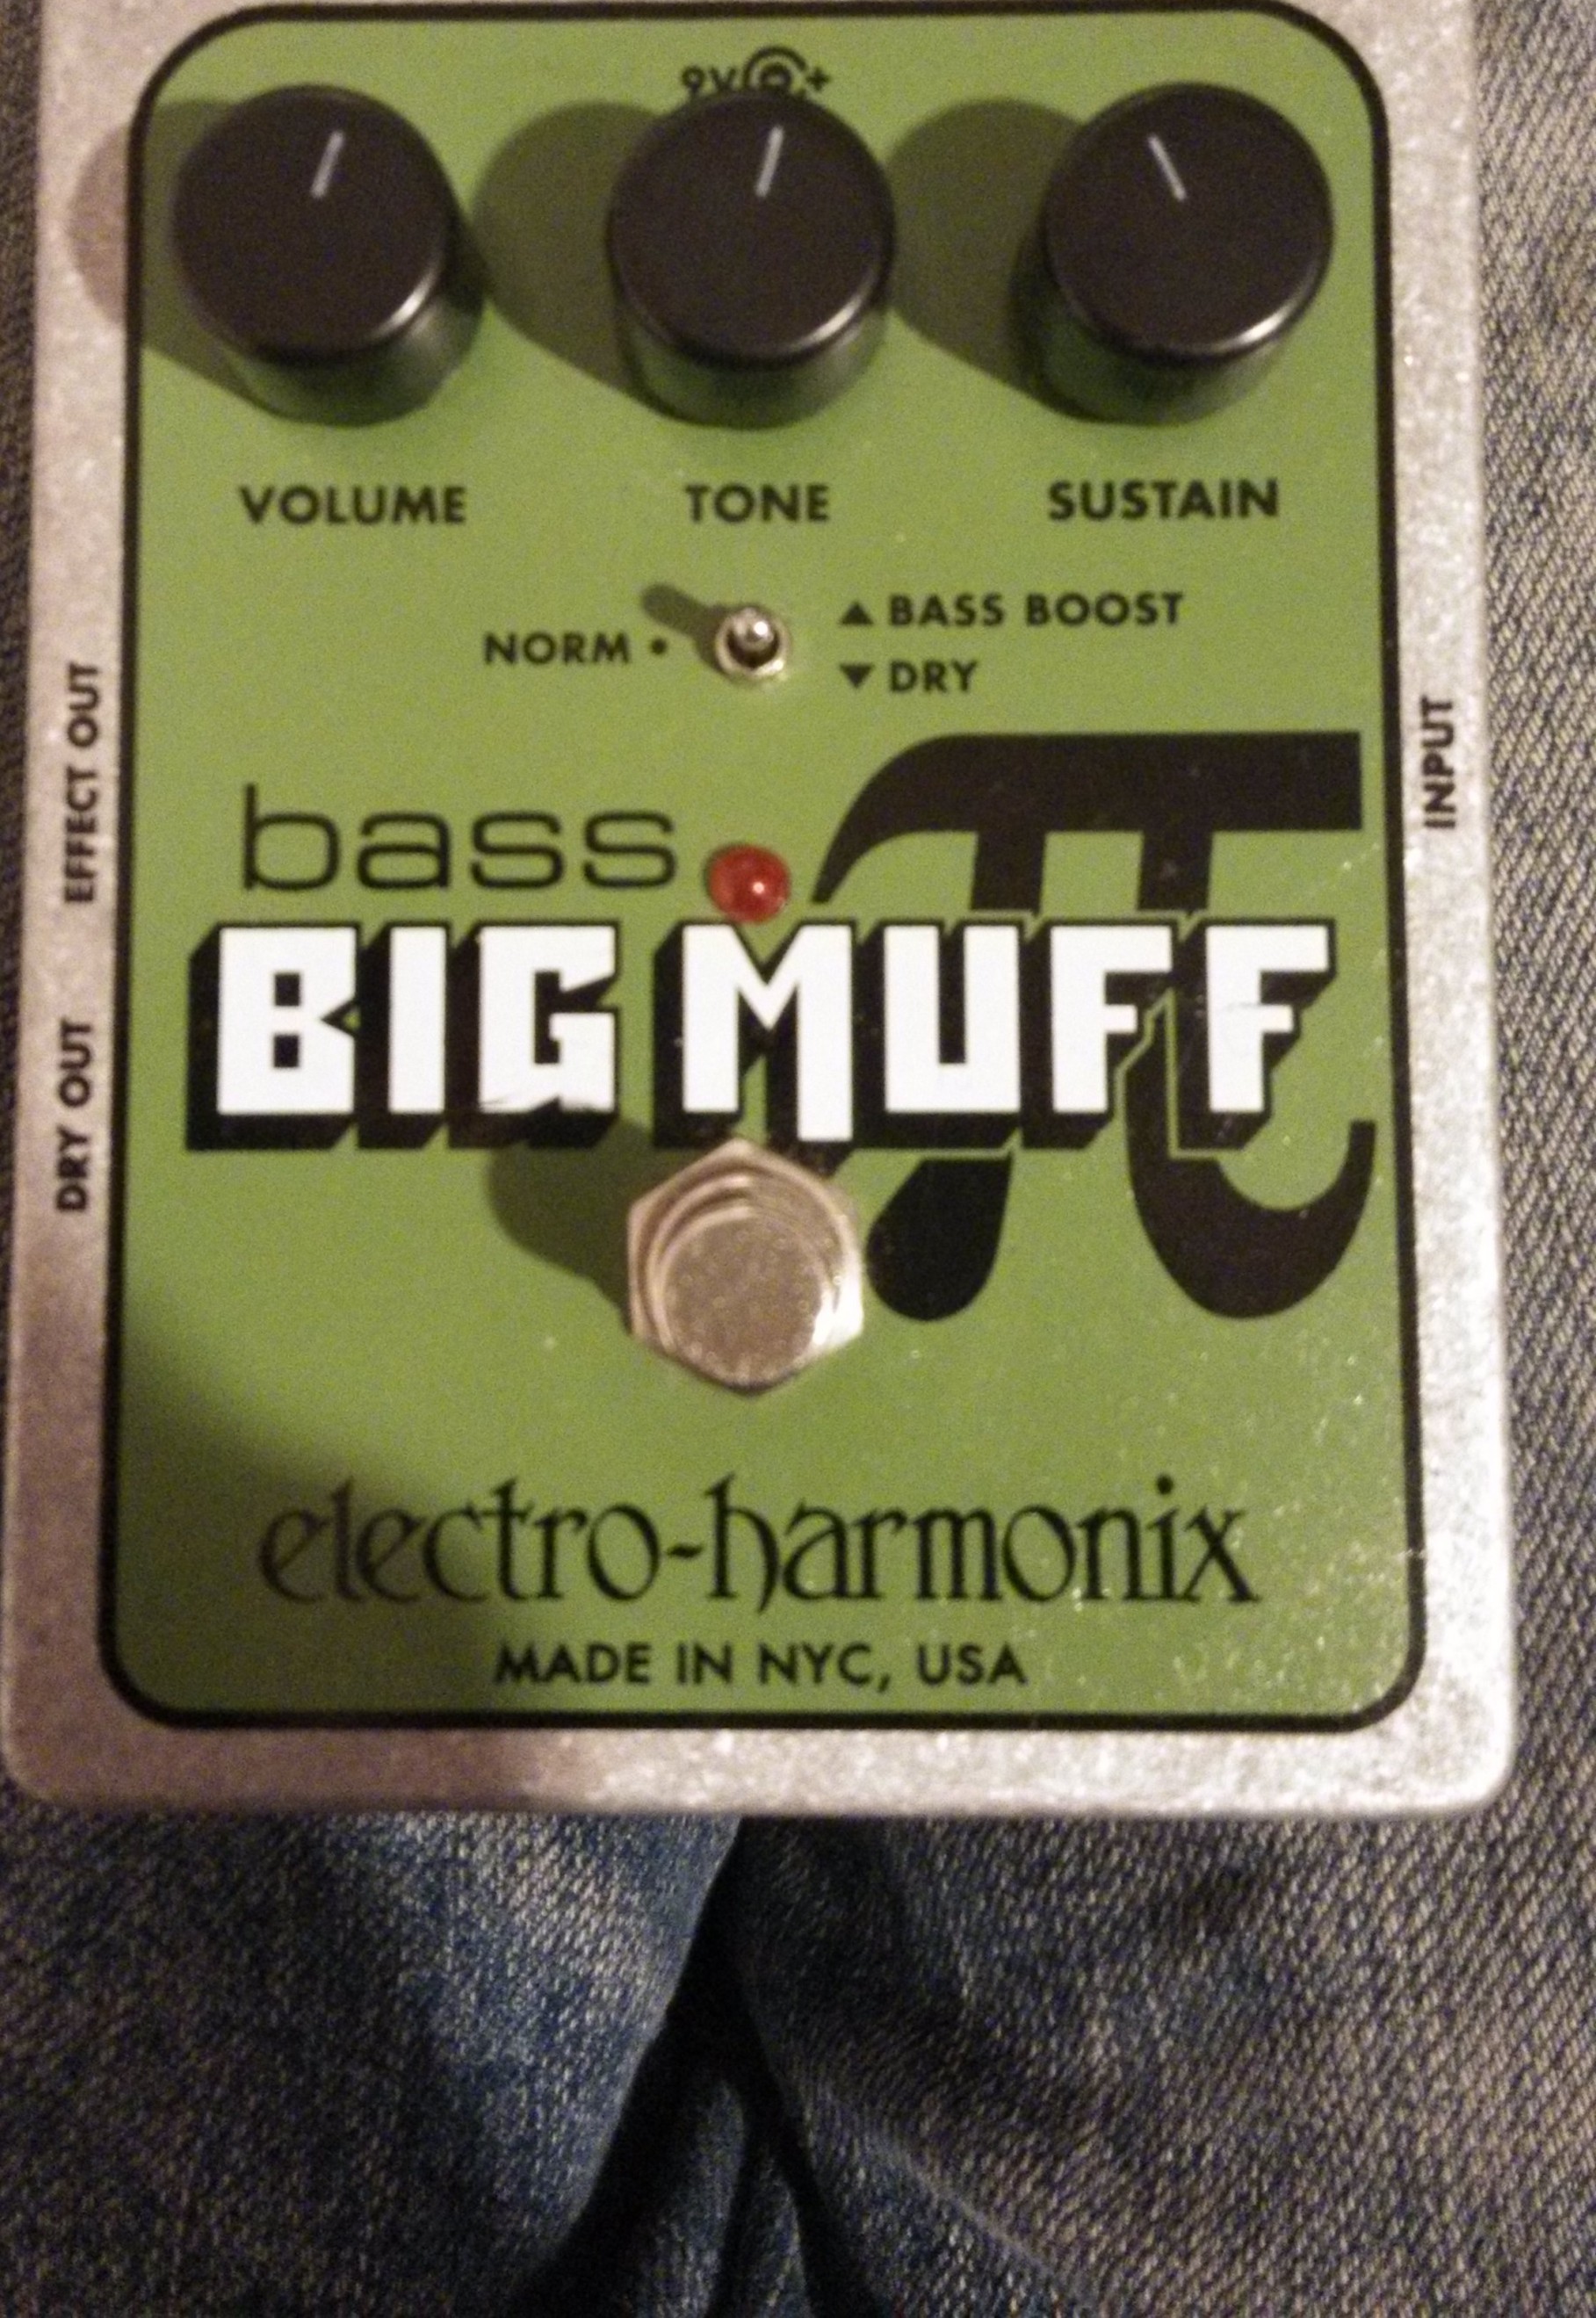 9V +
VOLUME
TONE
SUSTAIN
NORM •
▲ BASS BOOST
▼ DRY
EFFECT OUT
DRY OUT
INPUT
bass
BIG MUFF
π
electro-harmonix
MADE IN NYC, USA